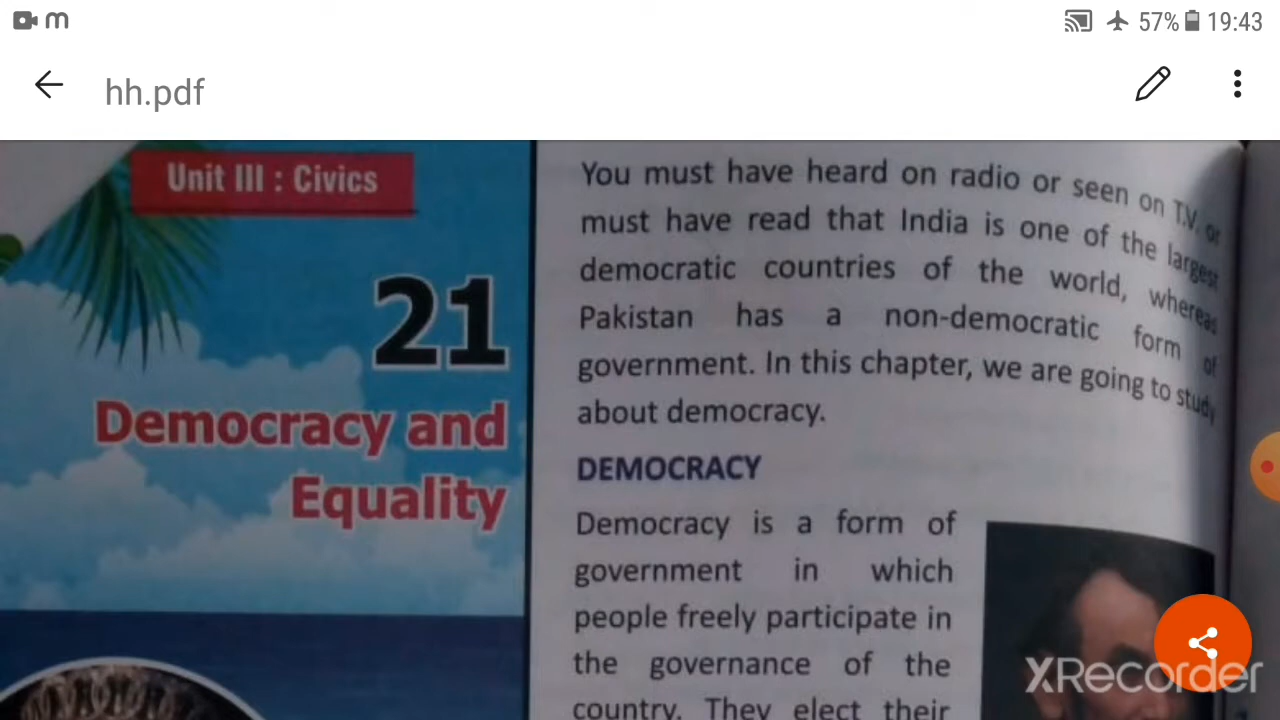 m
57% 19:43
hh.pdf
Unit III : Civics
21
Democracy and
Equality
You must have heard on radio or seen on T.V. or
must have read that India is one of the largest
democratic countries of the world, whereas
Pakistan has a non-democratic form of
government. In this chapter, we are going to study
about democracy.
DEMOCRACY
Democracy is a form of
government in which
people freely participate in
the governance of the
country. They elect their
XRecorder